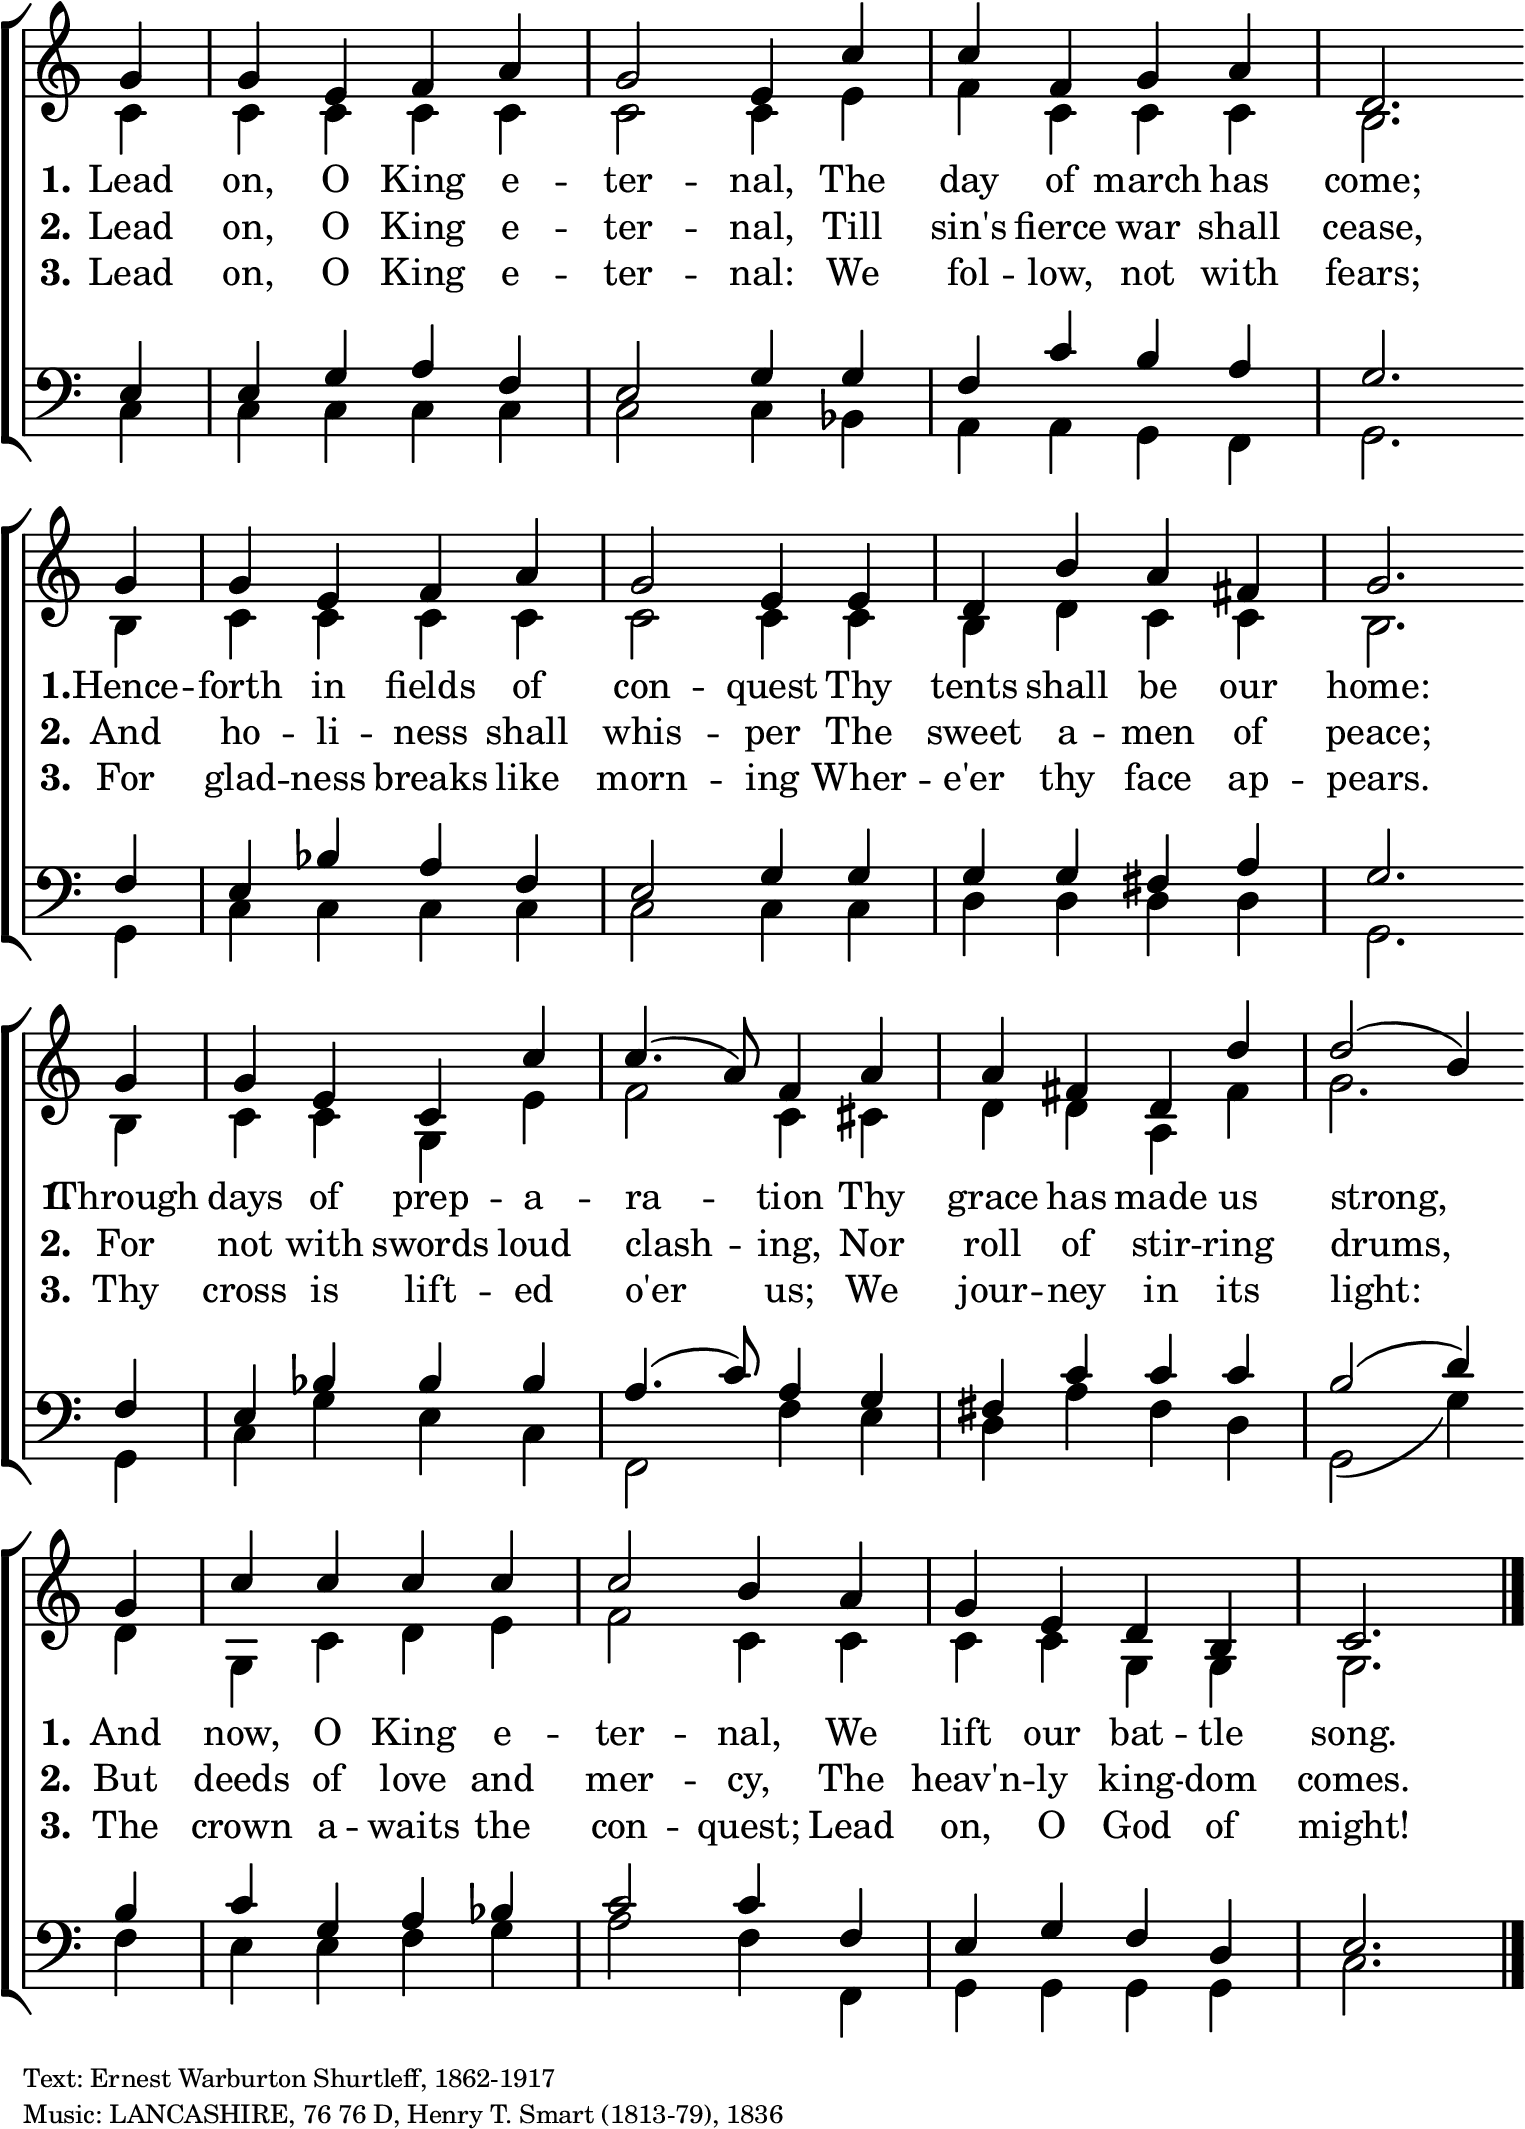 1. Lead on, O King e -- ter -- nal, The day of march has come;
2. Lead on, O King e -- ter -- nal, Till sin's fierce war shall cease,
3. Lead on, O King e -- ter -- nal: We fol -- low, not with fears;
1. Hence -- forth in fields of con -- quest Thy tents shall be our home:
2. And ho -- li -- ness shall whis -- per The sweet a -- men of peace;
3. For glad -- ness breaks like morn -- ing Wher -- e'er thy face ap -- pears.
1. Through days of prep -- a -- ra -- tion Thy grace has made us strong,
2. For not with swords loud clash -- ing, Nor roll of stir -- ring drums,
3. Thy cross is lift -- ed o'er us; We jour -- ney in its light:
1. And now, O King e -- ter -- nal, We lift our bat -- tle song.
2. But deeds of love and mer -- cy, The heav'n -- ly king -- dom comes.
3. The crown a -- waits the con -- quest; Lead on, O God of might!
Text: Ernest Warburton Shurtleff, 1862-1917
Music: LANCASHIRE, 76 76 D, Henry T. Smart (1813-79), 1836